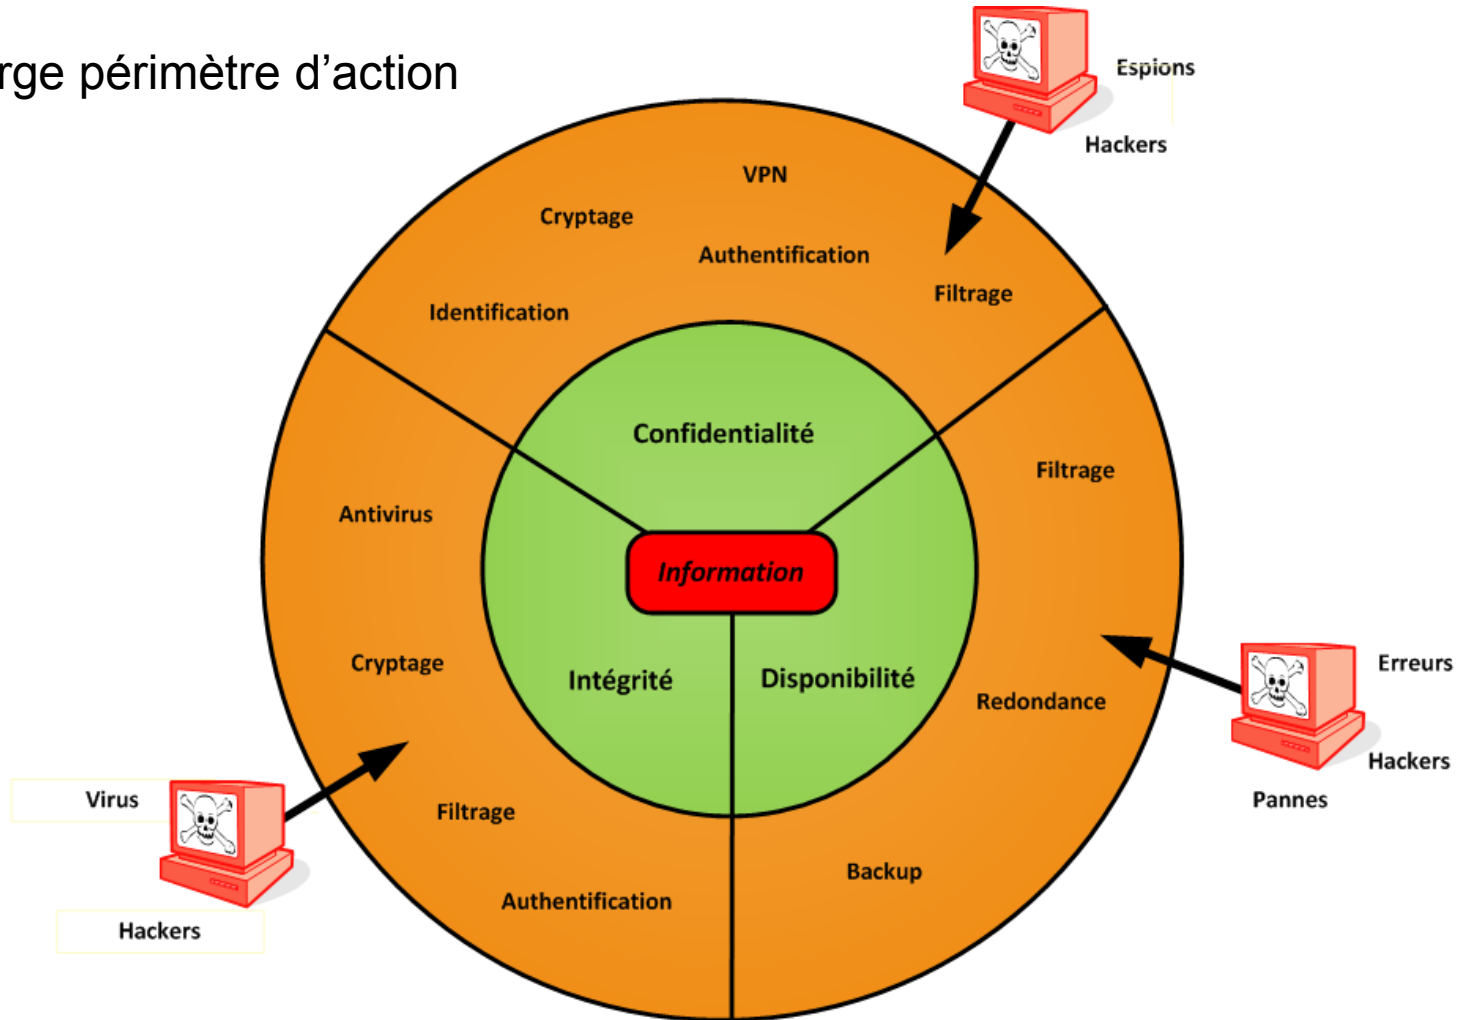 rge périmètre d’action
Espions
Hackers
VPN
Cryptage
Authentification
Filtrage
Identification
Confidentialité
Filtrage
Antivirus
Information
Cryptage
Intégrité
Disponibilité
Redondance
Erreurs
Hackers
Pannes
Virus
Filtrage
Backup
Authentification
Hackers